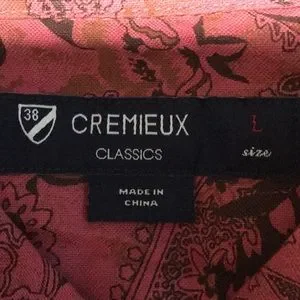 38
CREMIEUX
CLASSICS
L
size
MADE IN
CHINA